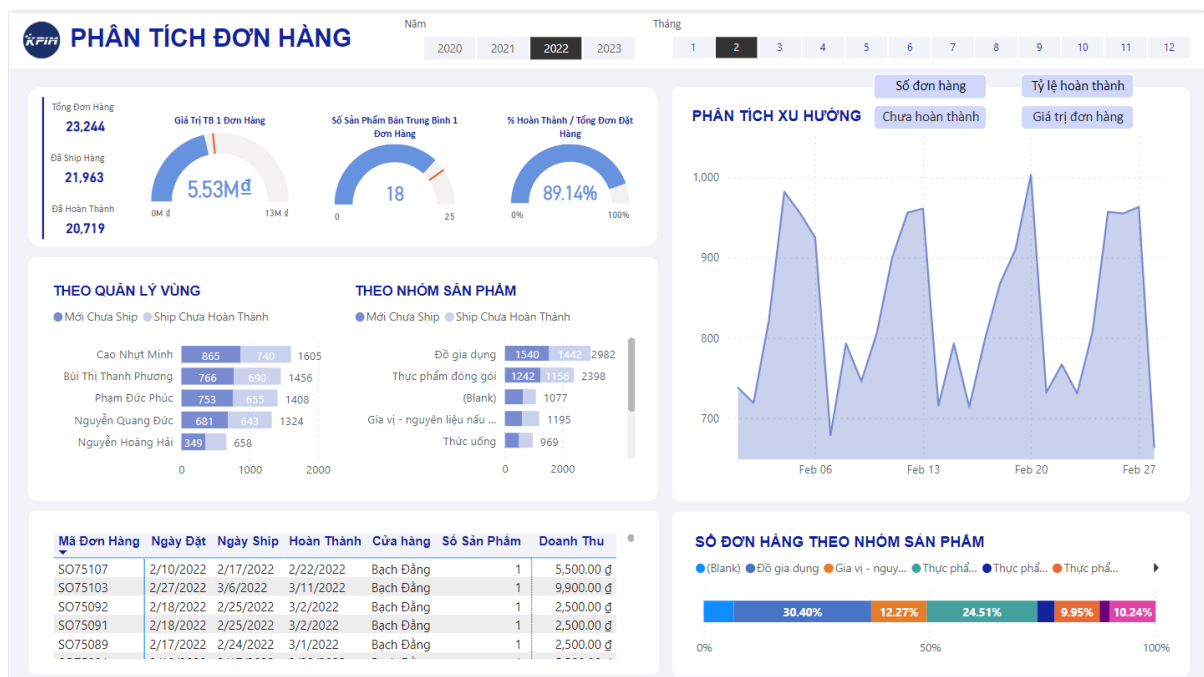 KPIM
PHÂN TÍCH ĐƠN HÀNG
Năm
2020 2021 2022 2023
Tháng
1 2 3 4 5 6 7 8 9 10 11 12
Tổng Đơn Hàng
23,244
Đã Ship Hàng
21,963
Đã Hoàn Thành
20,719
Giá Trị TB 1 Đơn Hàng
5.53M₫
0M ₫ 13M ₫
Số Sản Phẩm Bán Trung Bình 1
Đơn Hàng
18
0 25
% Hoàn Thành / Tổng Đơn Đặt
Hàng
89.14%
0% 100%
PHÂN TÍCH XU HƯỚNG
Số đơn hàng Tỷ lệ hoàn thành
Chưa hoàn thành Giá trị đơn hàng
1,000
900
800
700
Feb 06 Feb 13 Feb 20 Feb 27
THEO QUẢN LÝ VÙNG
Mới Chưa Ship Ship Chưa Hoàn Thành
Cao Nhựt Minh 865 740 1605
Bùi Thị Thanh Phương 766 690 1456
Phạm Đức Phúc 753 655 1408
Nguyễn Quang Đức 681 643 1324
Nguyễn Hoàng Hải 349 658
0 1000 2000
THEO NHÓM SẢN PHẨM
Mới Chưa Ship Ship Chưa Hoàn Thành
Đồ gia dụng 1540 1442 2982
Thực phẩm đóng gói 1242 1156 2398
(Blank) 1077
Gia vị - nguyên liệu nấu ... 1195
Thức uống 969
0 2000
Mã Đơn Hàng Ngày Đặt Ngày Ship Hoàn Thành Cửa hàng Số Sản Phẩm Doanh Thu
SO75107 2/10/2022 2/17/2022 2/22/2022 Bạch Đằng 1 5,500.00 ₫
SO75103 2/27/2022 3/6/2022 3/11/2022 Bạch Đằng 1 9,900.00 ₫
SO75092 2/18/2022 2/25/2022 3/2/2022 Bạch Đằng 1 2,500.00 ₫
SO75091 2/18/2022 2/25/2022 3/2/2022 Bạch Đằng 1 2,500.00 ₫
SO75089 2/17/2022 2/24/2022 3/1/2022 Bạch Đằng 1 2,500.00 ₫
SỐ ĐƠN HÀNG THEO NHÓM SẢN PHẨM
(Blank) Đồ gia dụng Gia vị - nguy... Thực phẩ... Thực phẩ... Thực phẩ...
30.40% 12.27% 24.51% 9.95% 10.24%
0% 50% 100%